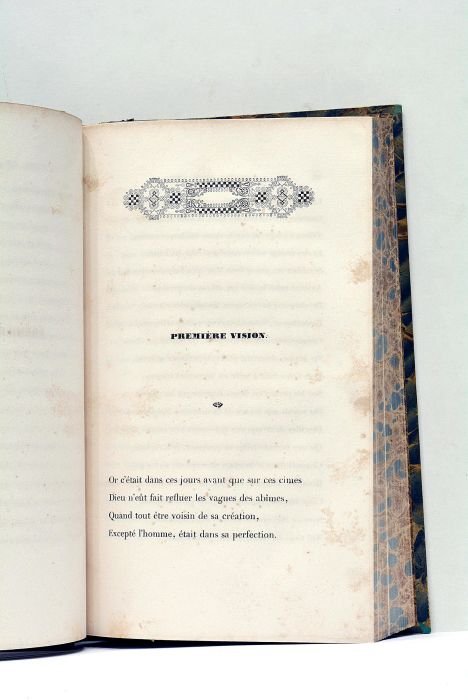 PREMIÈRE VISION.
Or c'était dans ces jours avant que sur ces cimes
Dieu n'eût fait refluer les vagues des abîmes,
Quand tout être voisin de sa création,
Excepté l'homme, était dans sa perfection.